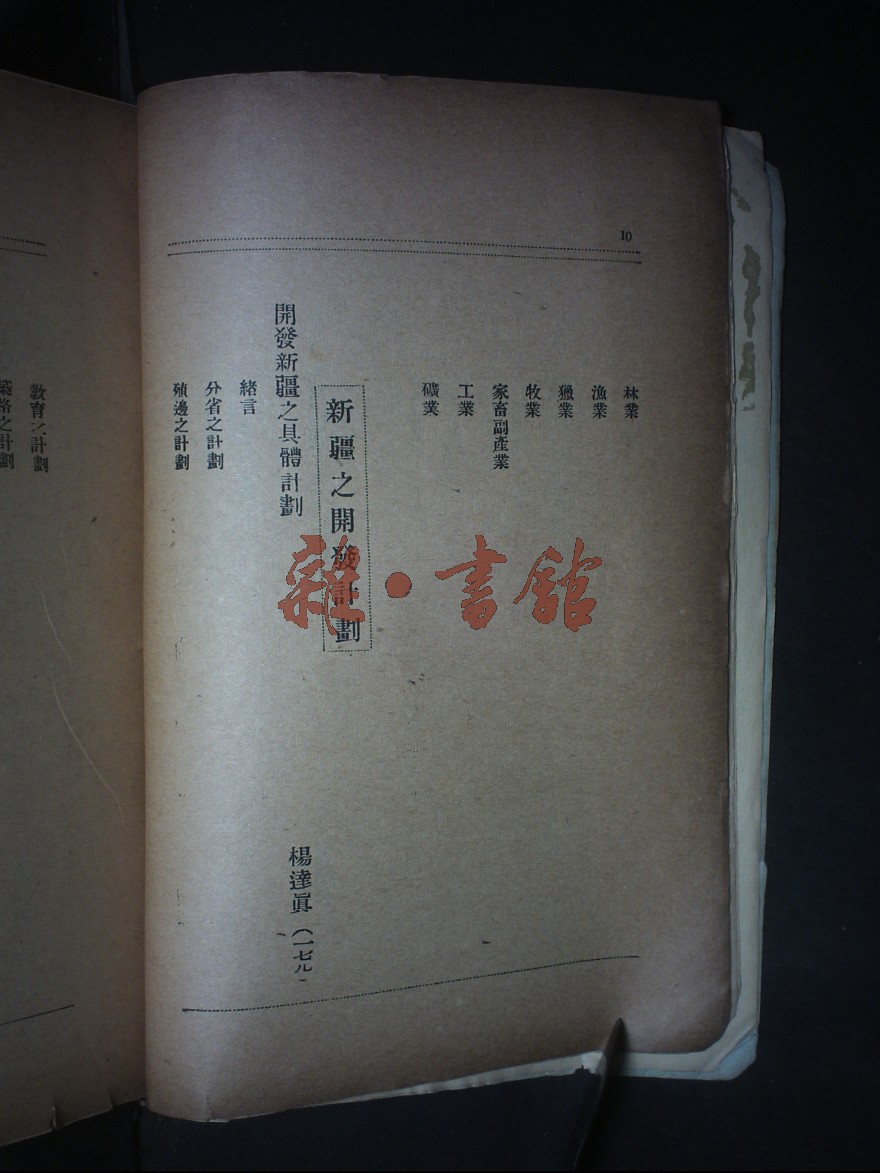 10
林業
漁業
獵業
牧業
家畜副產業
工業
礦業
新疆之開發計劃
開發新疆之具體計劃
楊達眞（一七九
緒言
分省之計劃
殖邊之計劃
雜·書館
教育之計劃
築路之計劃